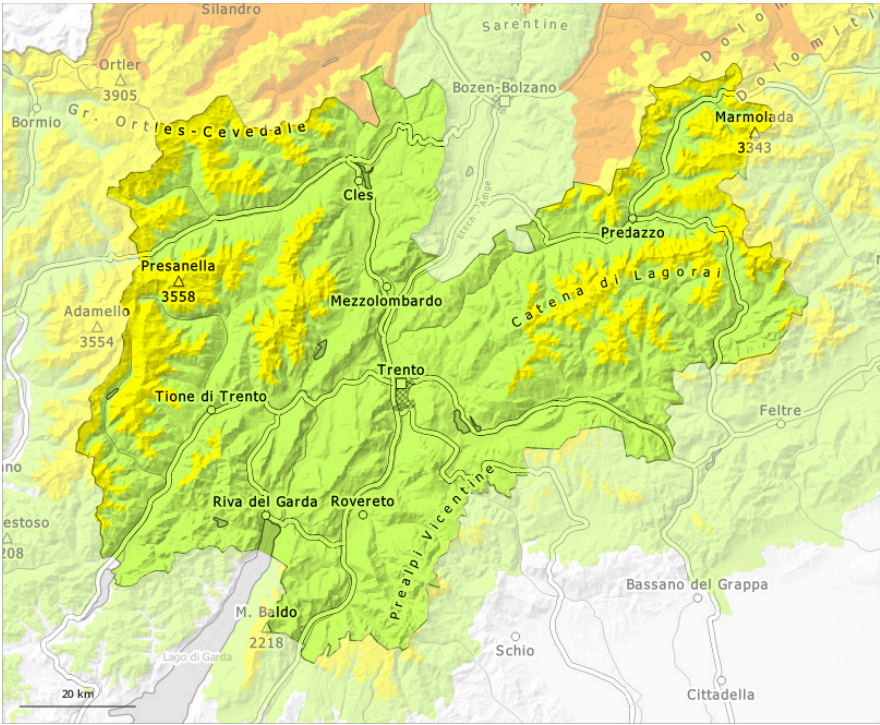 Silandro
Alpi
Sarentine
Dolomiti
Dolomiti
Ortler
3905
Bozen-Bolzano
Bormio
Gr. Ortles-Cevedale
Marmolada
3343
Cles
Etsch - Adige
Predazzo
Presanella
3558
Catena di Lagorai
Mezzolombardo
Adamello
3554
Trento
Tione di Trento
Feltre
ano
Riva del Garda
Rovereto
estoso
208
Prealpi Vicentine
Bassano del Grappa
M. Baldo
2218
Schio
Lago di Garda
20 km
Cittadella